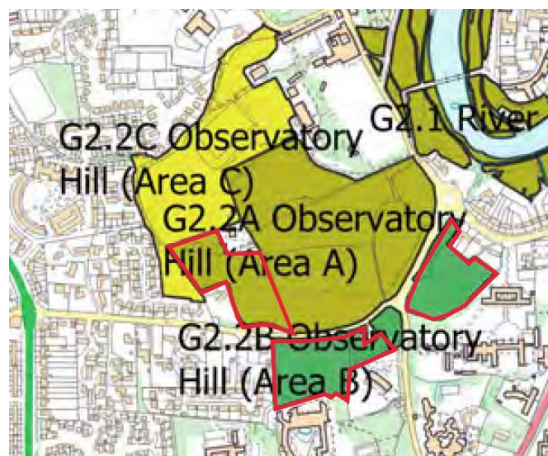 G2.2C Observatory
Hill (Area C)
G2.1 River
G2.2A Observatory
Hill (Area A)
G2.2B Observatory
Hill (Area B)